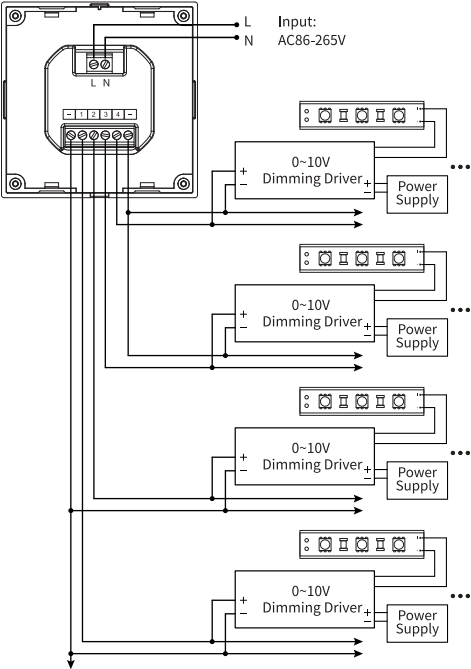 L Input:
N AC86-265V
L N
- 1 2 3 4 -
0~10V
+ Dimming Driver +
- -
Power
Supply
...
0~10V
+ Dimming Driver +
- -
Power
Supply
...
0~10V
+ Dimming Driver +
- -
Power
Supply
...
0~10V
+ Dimming Driver +
- -
Power
Supply
...